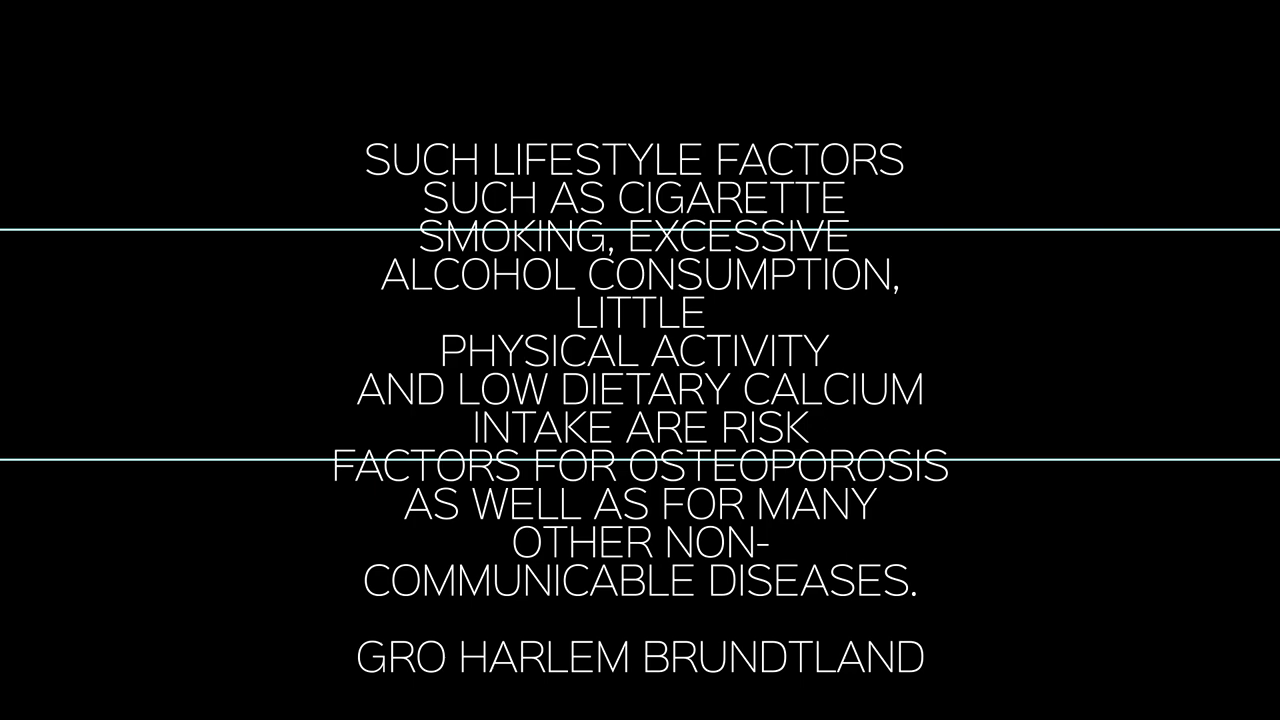 SUCH LIFESTYLE FACTORS
SUCH AS CIGARETTE
SMOKING, EXCESSIVE
ALCOHOL CONSUMPTION,
LITTLE
PHYSICAL ACTIVITY
AND LOW DIETARY CALCIUM
INTAKE ARE RISK
FACTORS FOR OSTEOPOROSIS
AS WELL AS FOR MANY
OTHER NON-
COMMUNICABLE DISEASES.
GRO HARLEM BRUNDTLAND